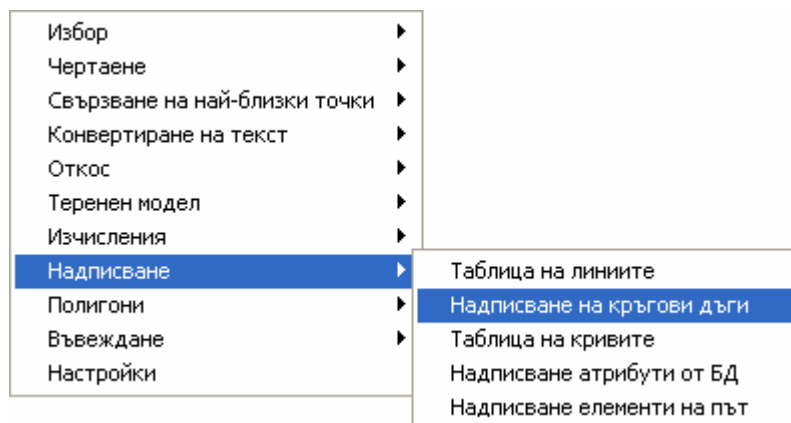 Избор
Чертаене
Свързване на най-близки точки
Конвертиране на текст
Откос
Теренен модел
Изчисления
Надписване
Полигони
Въвеждане
Настройки
Таблица на линиите
Надписване на кръгови дъги
Таблица на кривите
Надписване атрибути от БД
Надписване елементи на път